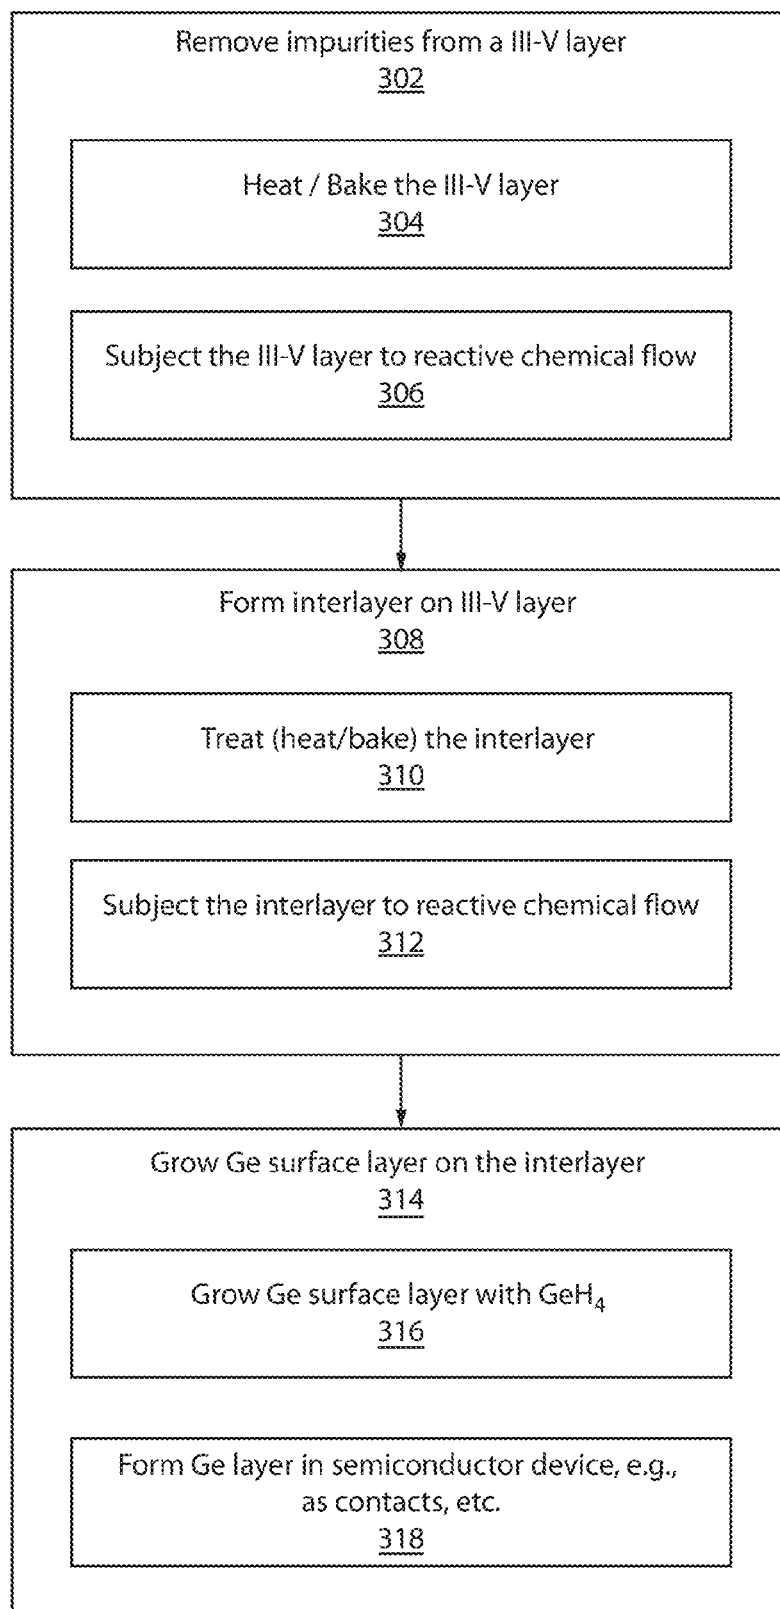 Remove impurities from a III-V layer
302
Heat / Bake the III-V layer
304
Subject the III-V layer to reactive chemical flow
306
Form interlayer on III-V layer
308
Treat (heat/bake) the interlayer
310
Subject the interlayer to reactive chemical flow
312
Grow Ge surface layer on the interlayer
314
Grow Ge surface layer with GeH₄
316
Form Ge layer in semiconductor device, e.g.,
as contacts, etc.
318